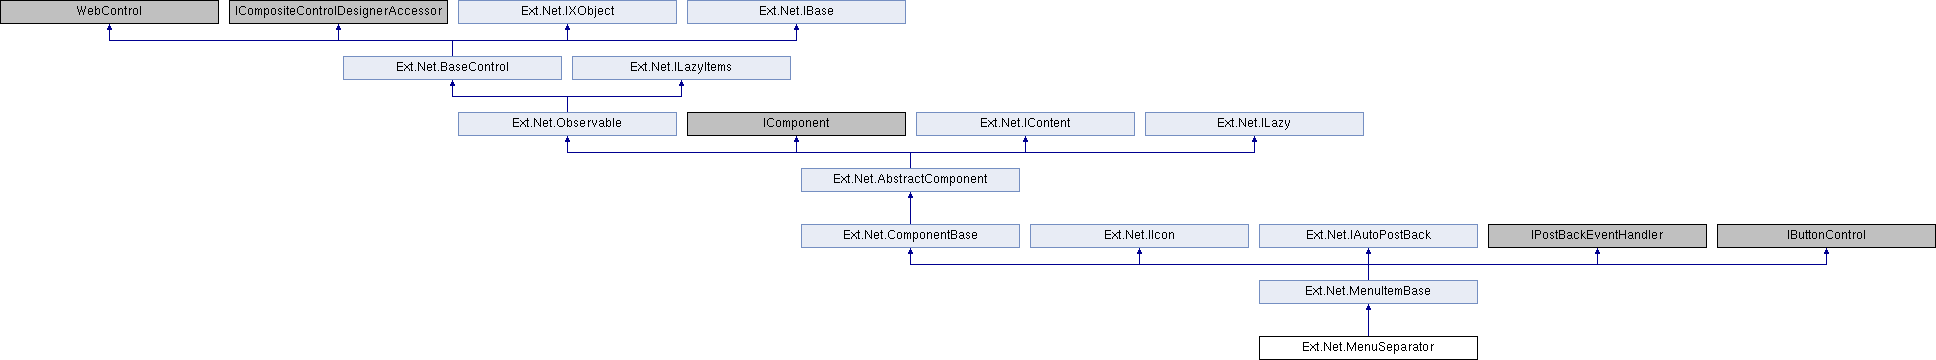 WebControl
ICompositeControlDesignerAccessor
Ext.Net.IXObject
Ext.Net.IBase
Ext.Net.BaseControl
Ext.Net.ILazyItems
Ext.Net.Observable
IComponent
Ext.Net.IContent
Ext.Net.ILazy
Ext.Net.AbstractComponent
Ext.Net.ComponentBase
Ext.Net.IIcon
Ext.Net.IAutoPostBack
IPostBackEventHandler
IButtonControl
Ext.Net.MenuItemBase
Ext.Net.MenuSeparator